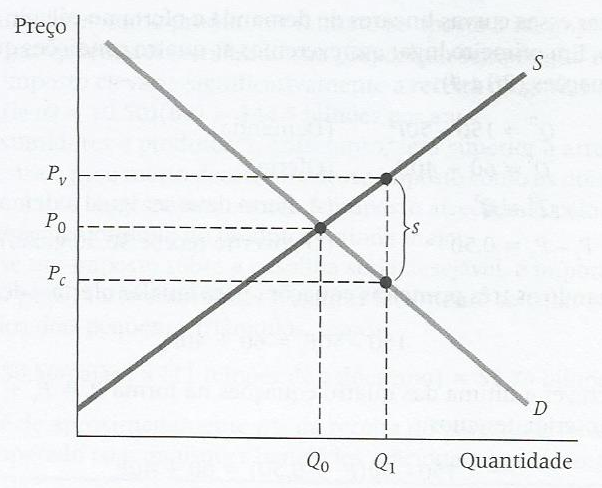 Preço
S
P_v
P_0
s
P_c
D
Q_0 Q_1 Quantidade